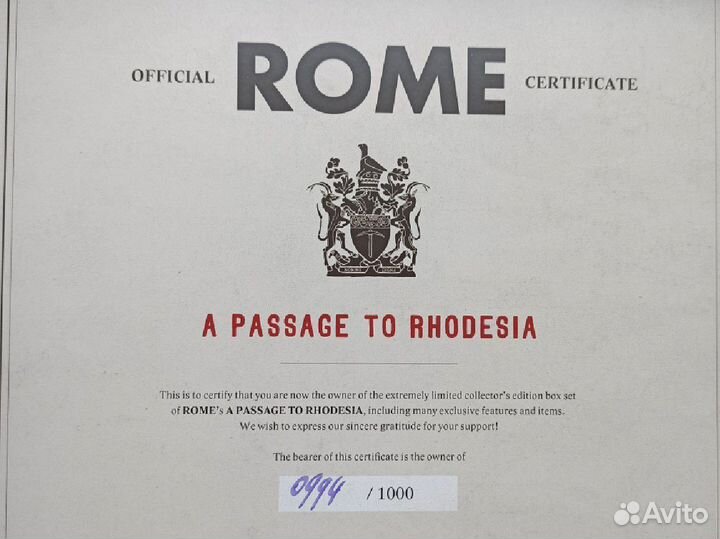 OFFICIAL ROME CERTIFICATE
A PASSAGE TO RHODESIA
This is to certify that you are now the owner of the extremely limited collector's edition box set
of ROME's A PASSAGE TO RHODESIA, including many exclusive features and items.
We wish to express our sincere gratitude for your support!
The bearer of this certificate is the owner of
0994 / 1000
Avito